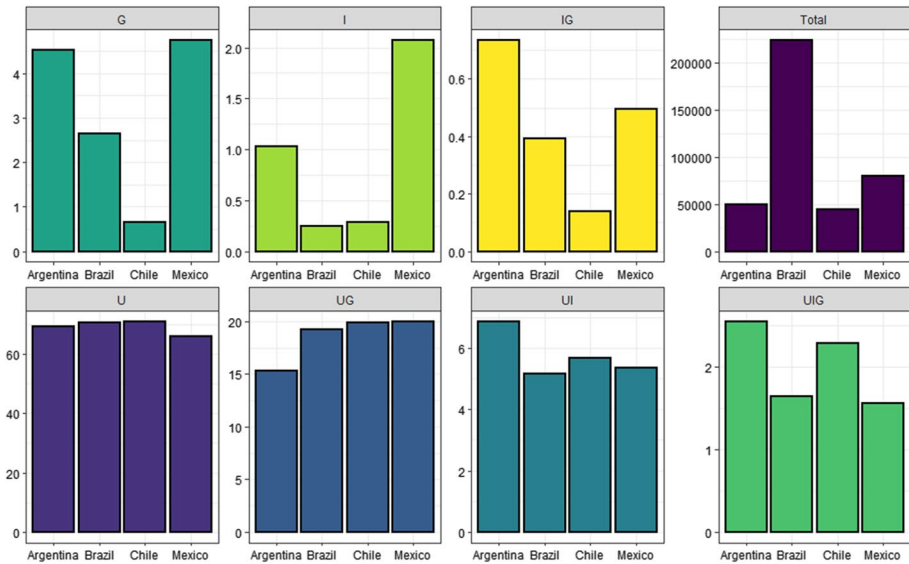 G I IG Total
4 2.0 0.6 200000
3 1.5 150000
2 1.0 0.4 100000
1 0.5 0.2 50000
0 0.0 0.0 0
Argentina Brazil Chile Mexico Argentina Brazil Chile Mexico Argentina Brazil Chile Mexico Argentina Brazil Chile Mexico
U UG UI UIG
60 20 6 2
40 15 4
20 10 2 1
5
0 0 0 0
Argentina Brazil Chile Mexico Argentina Brazil Chile Mexico Argentina Brazil Chile Mexico Argentina Brazil Chile Mexico